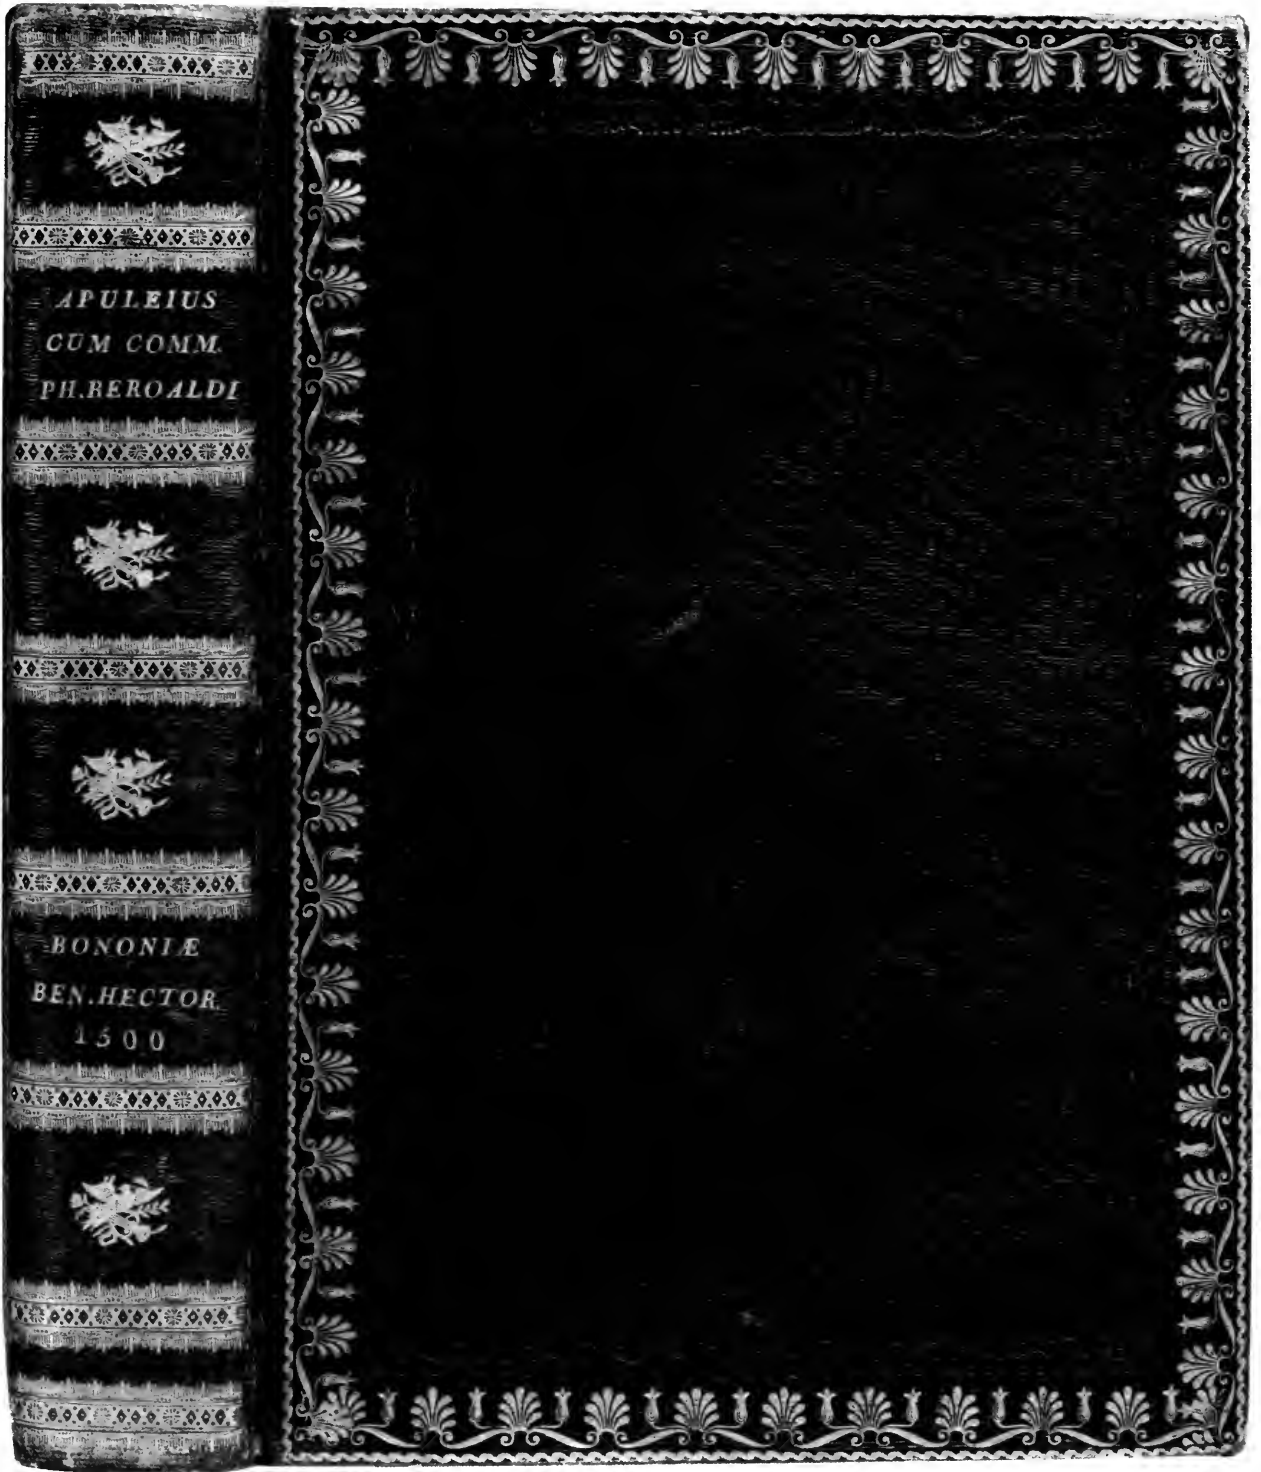 APULEIUS
CUM COMM.
PH.BEROALDI
BONONIÆ
BEN.HECTOR.
1500